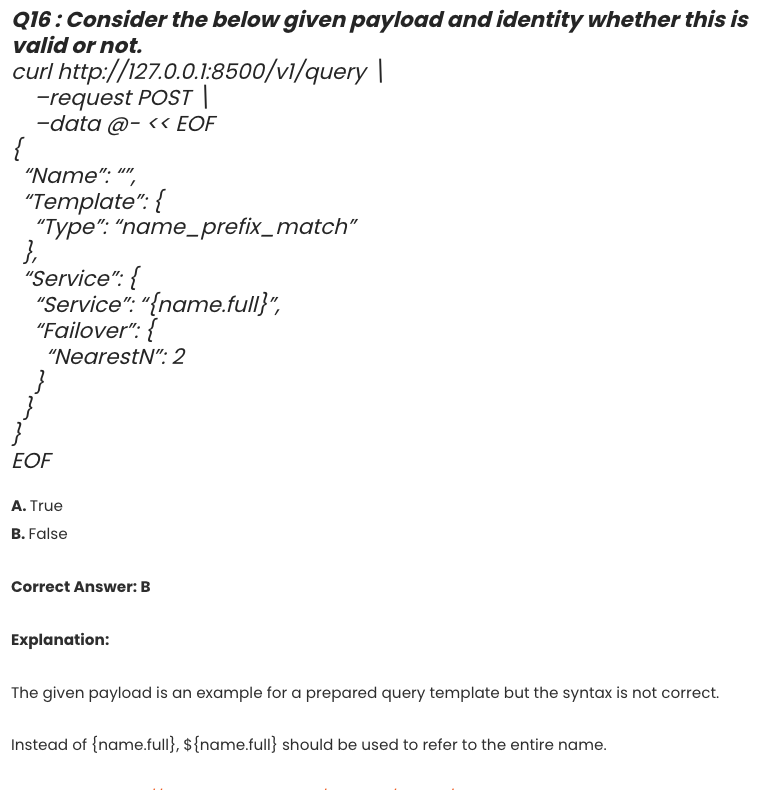 Q16 : Consider the below given payload and identity whether this is
valid or not.
curl http://127.0.0.1:8500/v1/query \
–request POST \
–data @- << EOF
{
“Name”: “”,
“Template”: {
“Type”: “name_prefix_match”
},
“Service”: {
“Service”: “{name.full}”,
“Failover”: {
“NearestN”: 2
}
}
}
EOF
A. True
B. False
Correct Answer: B
Explanation:
The given payload is an example for a prepared query template but the syntax is not correct.
Instead of {name.full}, ${name.full} should be used to refer to the entire name.